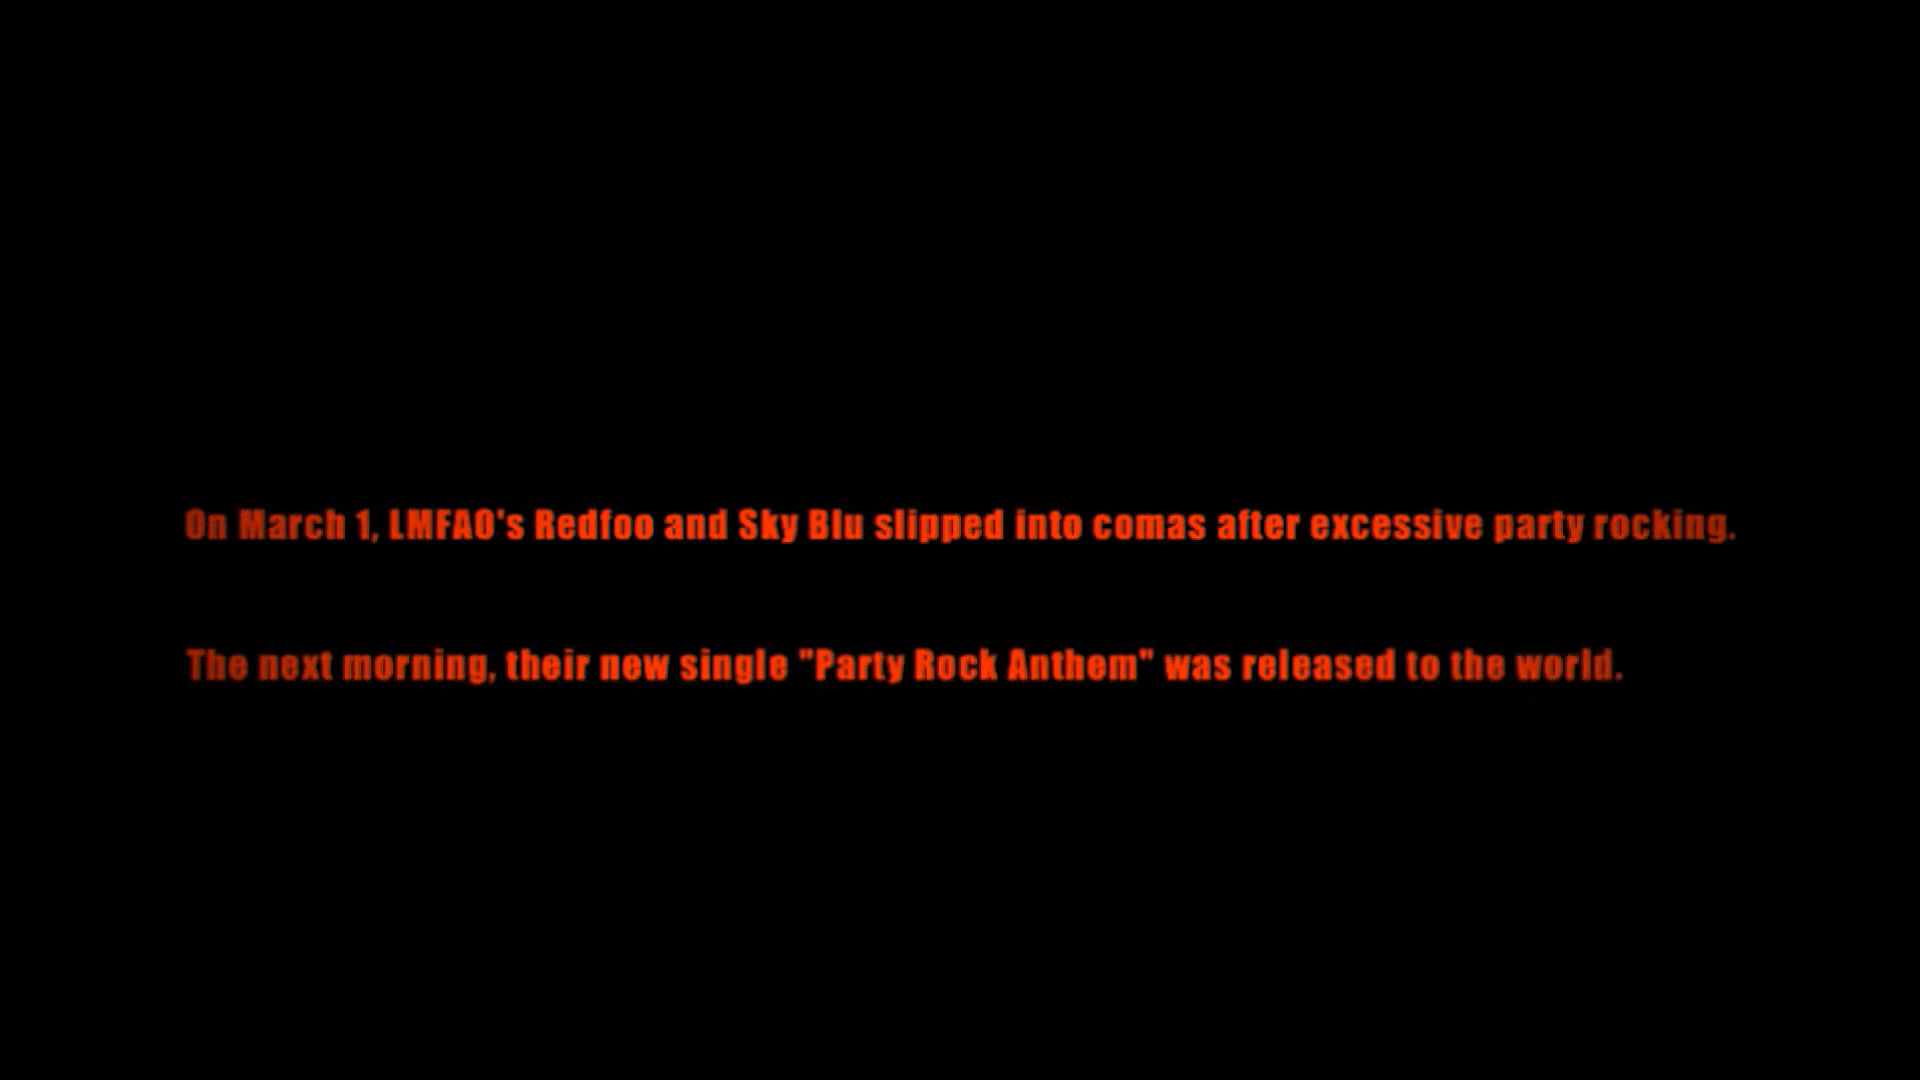 On March 1, LMFAO's Redfoo and Sky Blu slipped into comas after excessive party rocking.
The next morning, their new single "Party Rock Anthem" was released to the world.